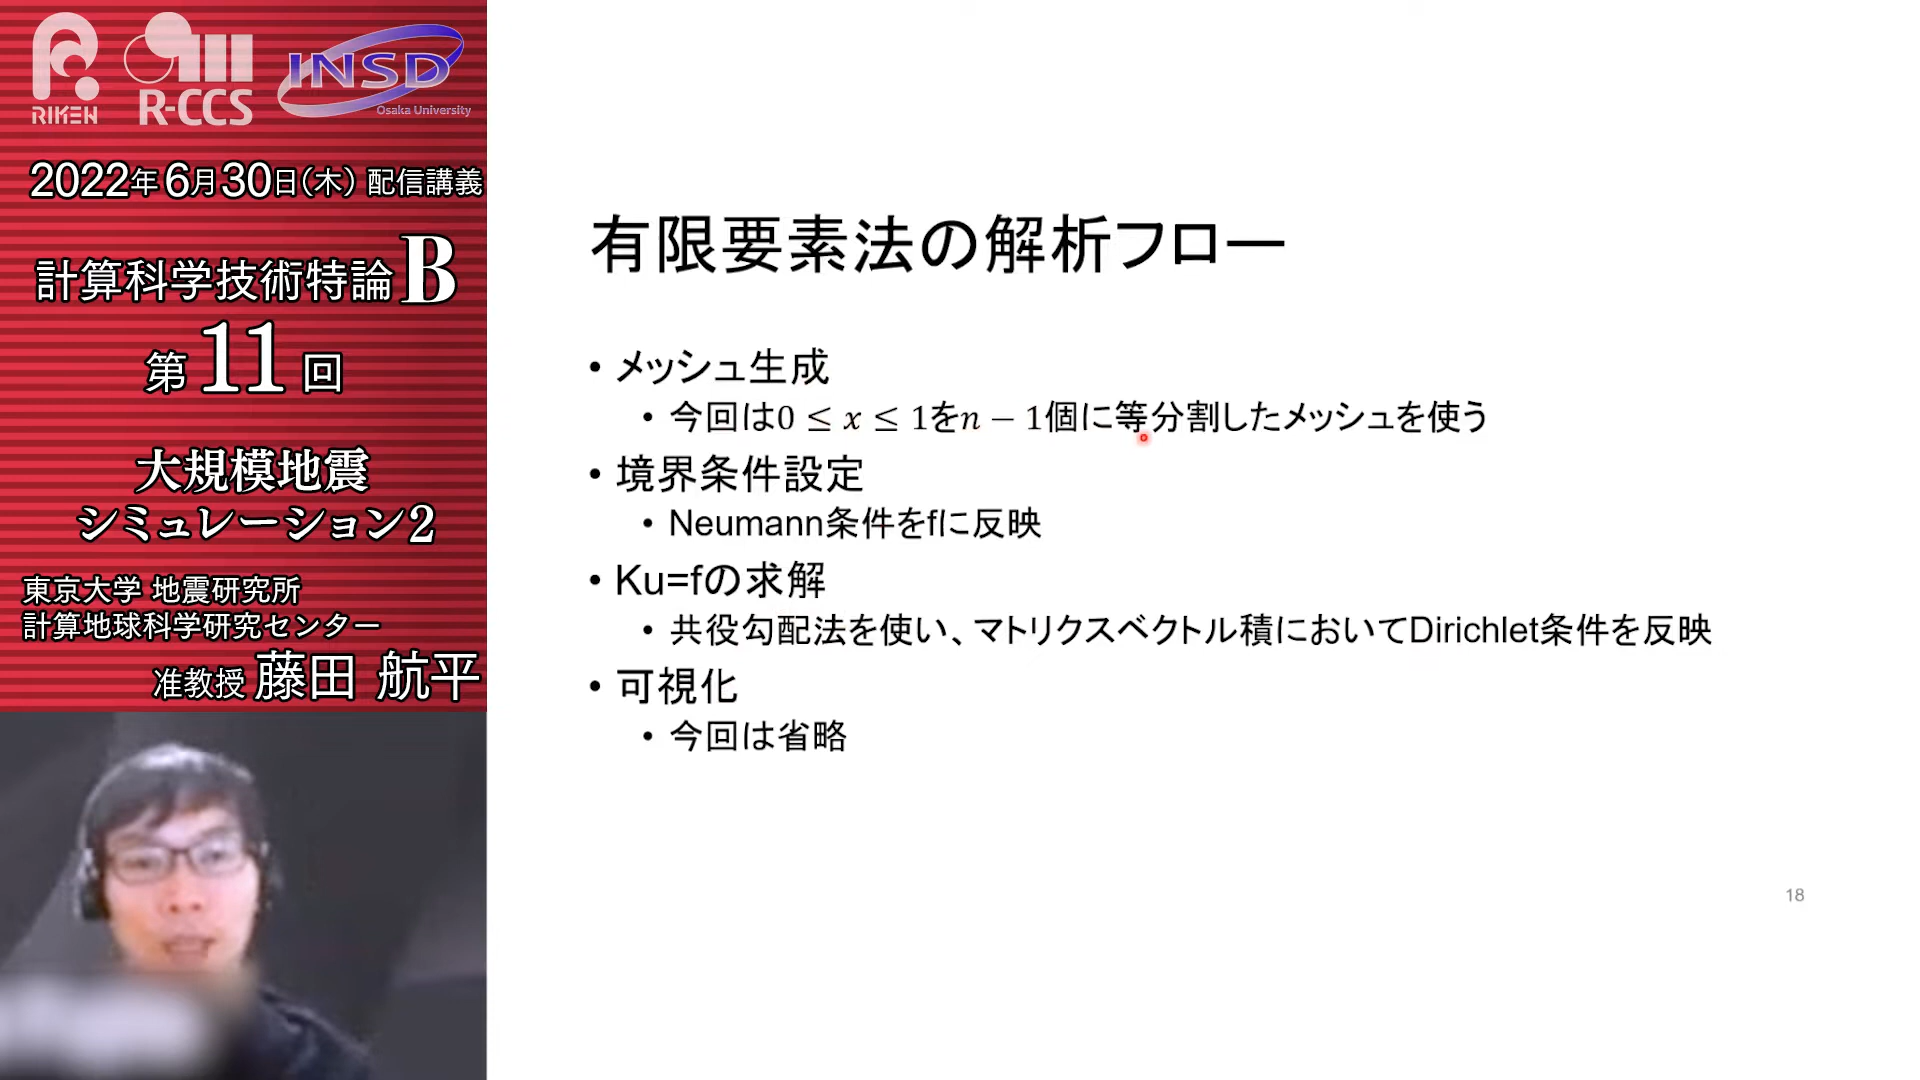 RIKEN
R-CCS
INSD
Osaka University
2022年6月30日(木) 配信講義
計算科学技術特論B
第11回
大規模地震
シミュレーション2
東京大学 地震研究所
計算地球科学研究センター
准教授 藤田 航平
有限要素法の解析フロー
• メッシュ生成
• 今回は0 ≤ x ≤ 1をn − 1個に等分割したメッシュを使う
• 境界条件設定
• Neumann条件をfに反映
• Ku=fの求解
• 共役勾配法を使い、マトリクスベクトル積においてDirichlet条件を反映
• 可視化
• 今回は省略
18